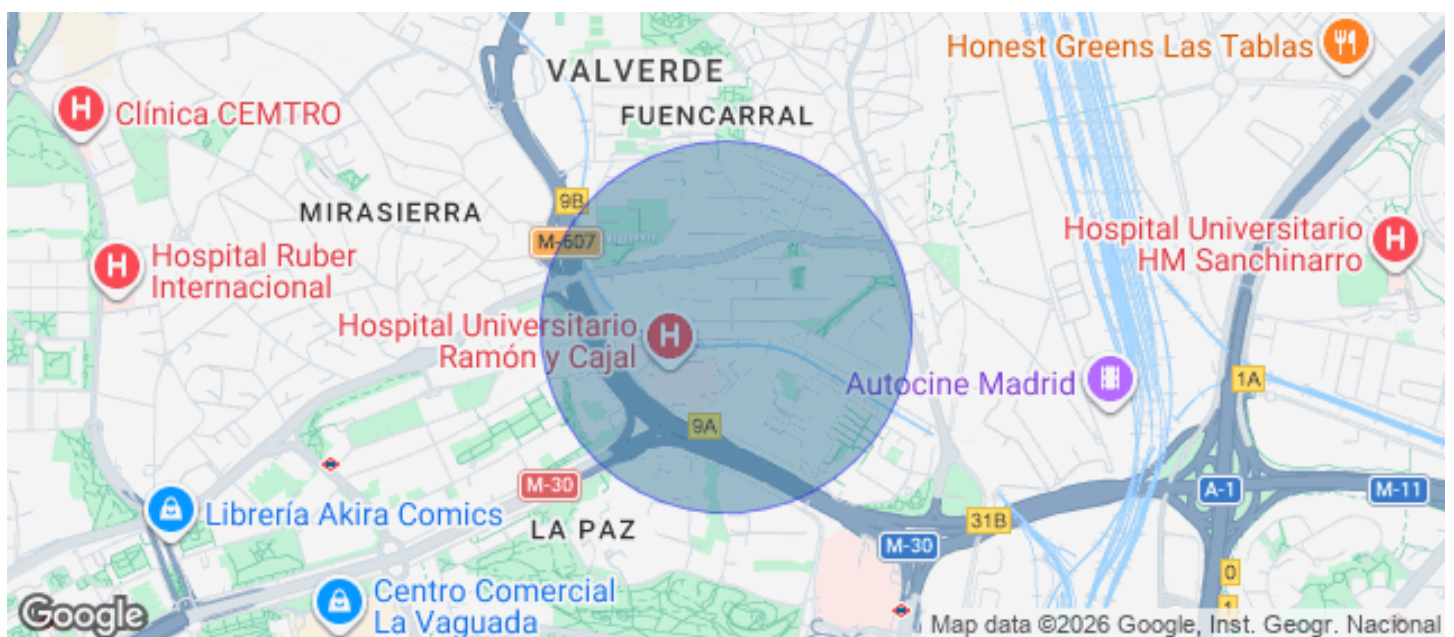 Honest Greens Las Tablas
VALVERDE
FUENCARRAL
Clínica CEMTRO
9B
MIRASIERRA
M-607
Hospital Ruber
Internacional
Hospital Universitario
HM Sanchinarro
Hospital Universitario
Ramón y Cajal
Autocine Madrid
1A
9A
M-30
A-1
M-11
Librería Akira Comics
LA PAZ
31B
M-30
0
1
Centro Comercial
La Vaguada
Google
Map data ©2026 Google, Inst. Geogr. Nacional